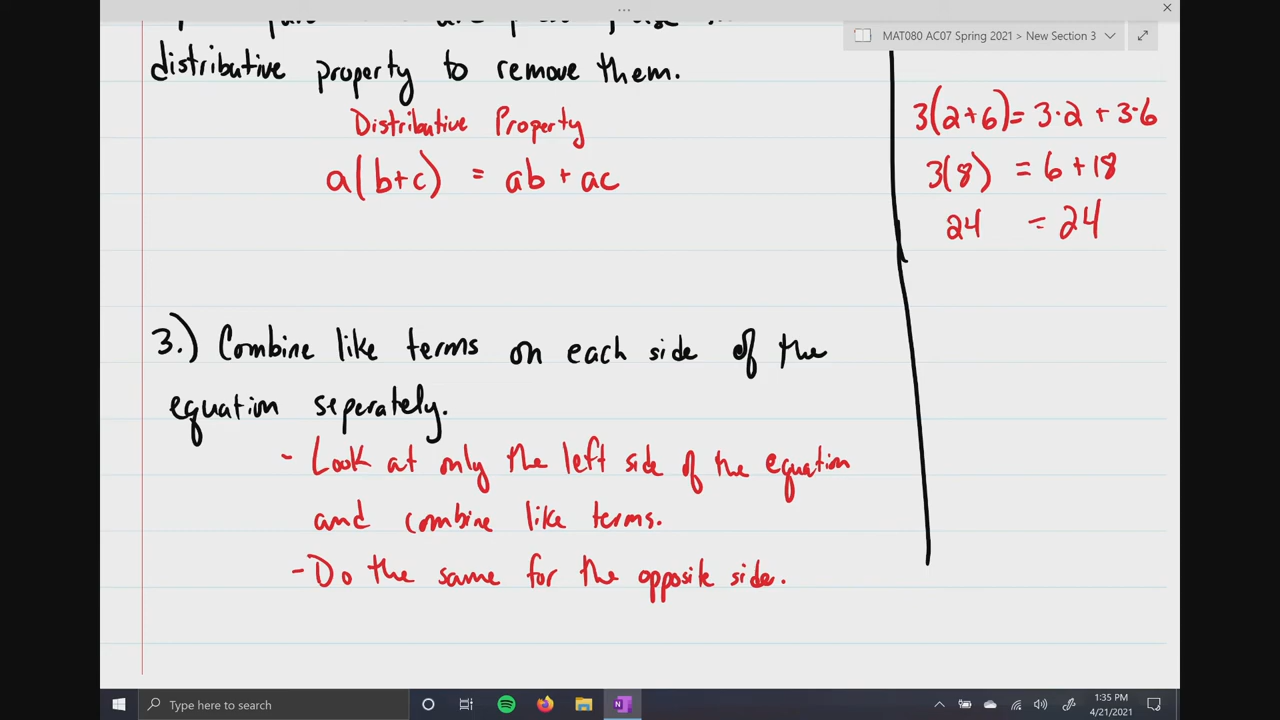 MAT080 AC07 Spring 2021 > New Section 3
distributive property to remove them.
Distributive Property
a(b+c) = ab + ac
3(2+6)= 3·2 + 3·6
3(8) = 6 + 18
24 = 24
3.) Combine like terms on each side of the
equation seperately.
- Look at only the left side of the equation
and combine like terms.
- Do the same for the opposite side.
Type here to search
1:35 PM
4/21/2021